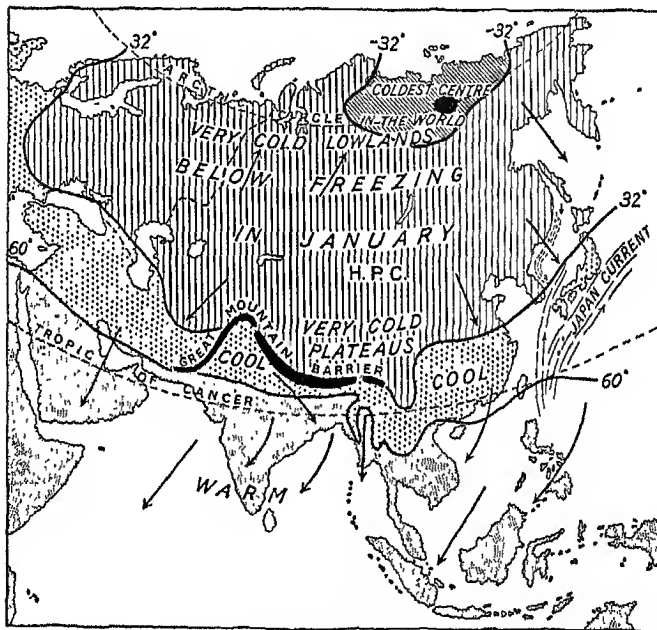 32°
-32°
-32°
ARCTIC CIRCLE
COLDEST CENTRE
IN THE WORLD
VERY COLD LOWLANDS
BELOW FREEZING
IN JANUARY
H.P.C.
32°
60°
JAPAN CURRENT
GREAT MOUNTAIN BARRIER
VERY COLD
PLATEAUS
COOL
COOL
TROPIC OF CANCER
60°
WARM